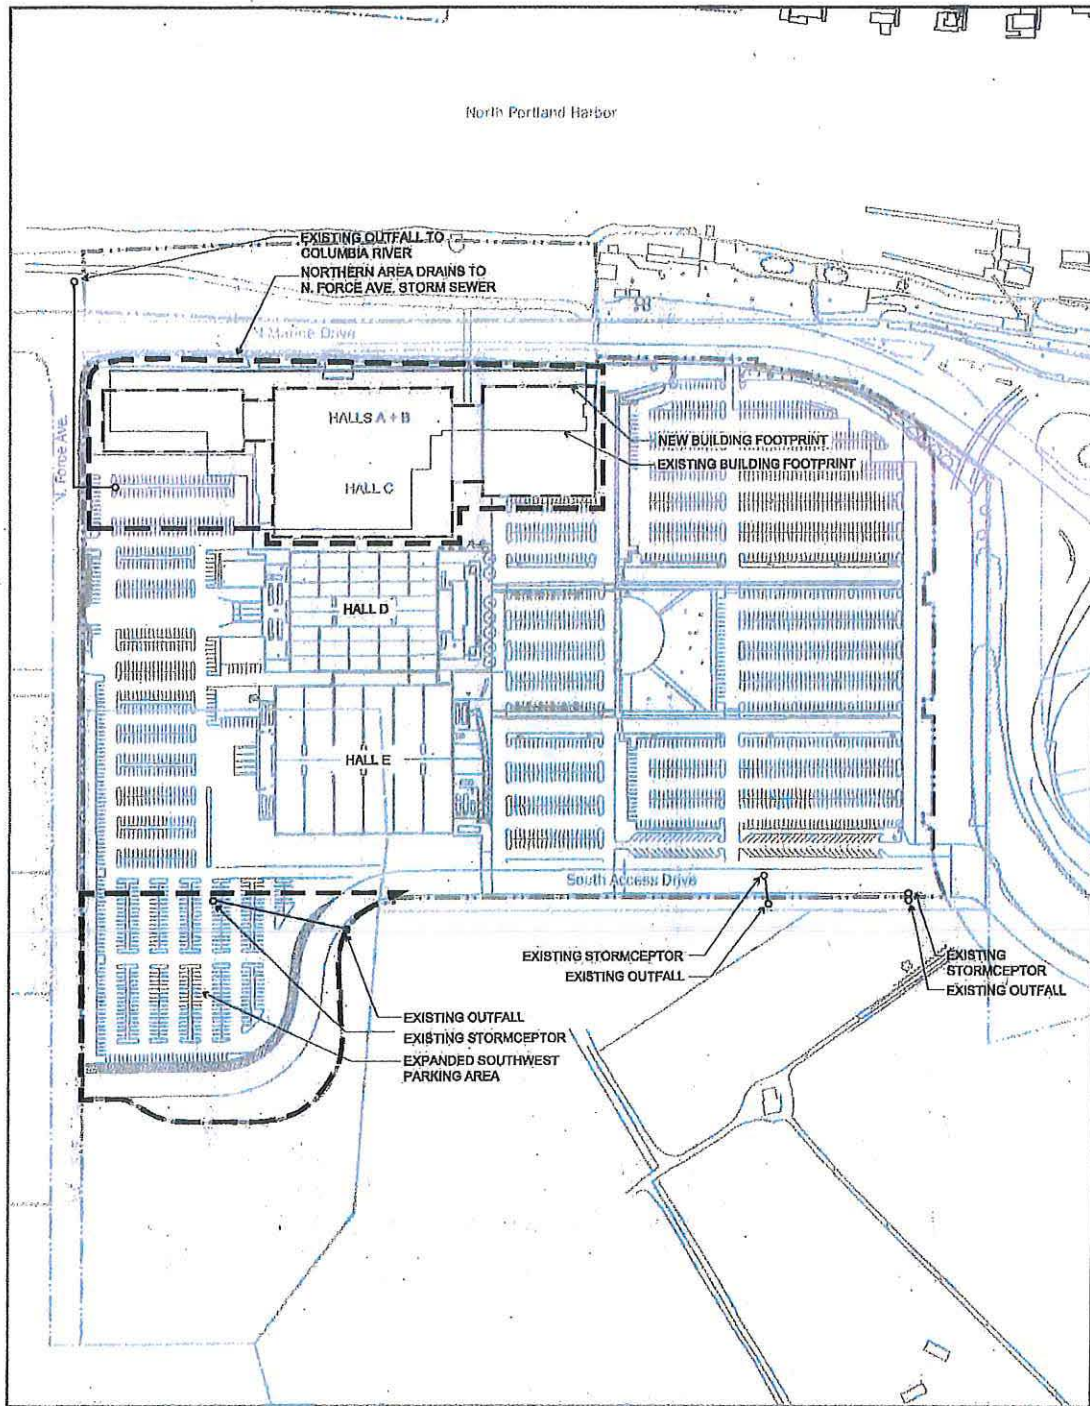 North Portland Harbor
EXISTING OUTFALL TO
COLUMBIA RIVER
NORTHERN AREA DRAINS TO
N. FORCE AVE. STORM SEWER
N Marine Drive
N. Force Ave.
HALLS A + B
HALL C
NEW BUILDING FOOTPRINT
EXISTING BUILDING FOOTPRINT
HALL D
HALL E
South Access Drive
EXISTING STORMCEPTOR
EXISTING OUTFALL
EXISTING
STORMCEPTOR
EXISTING OUTFALL
EXISTING OUTFALL
EXISTING STORMCEPTOR
EXPANDED SOUTHWEST
PARKING AREA